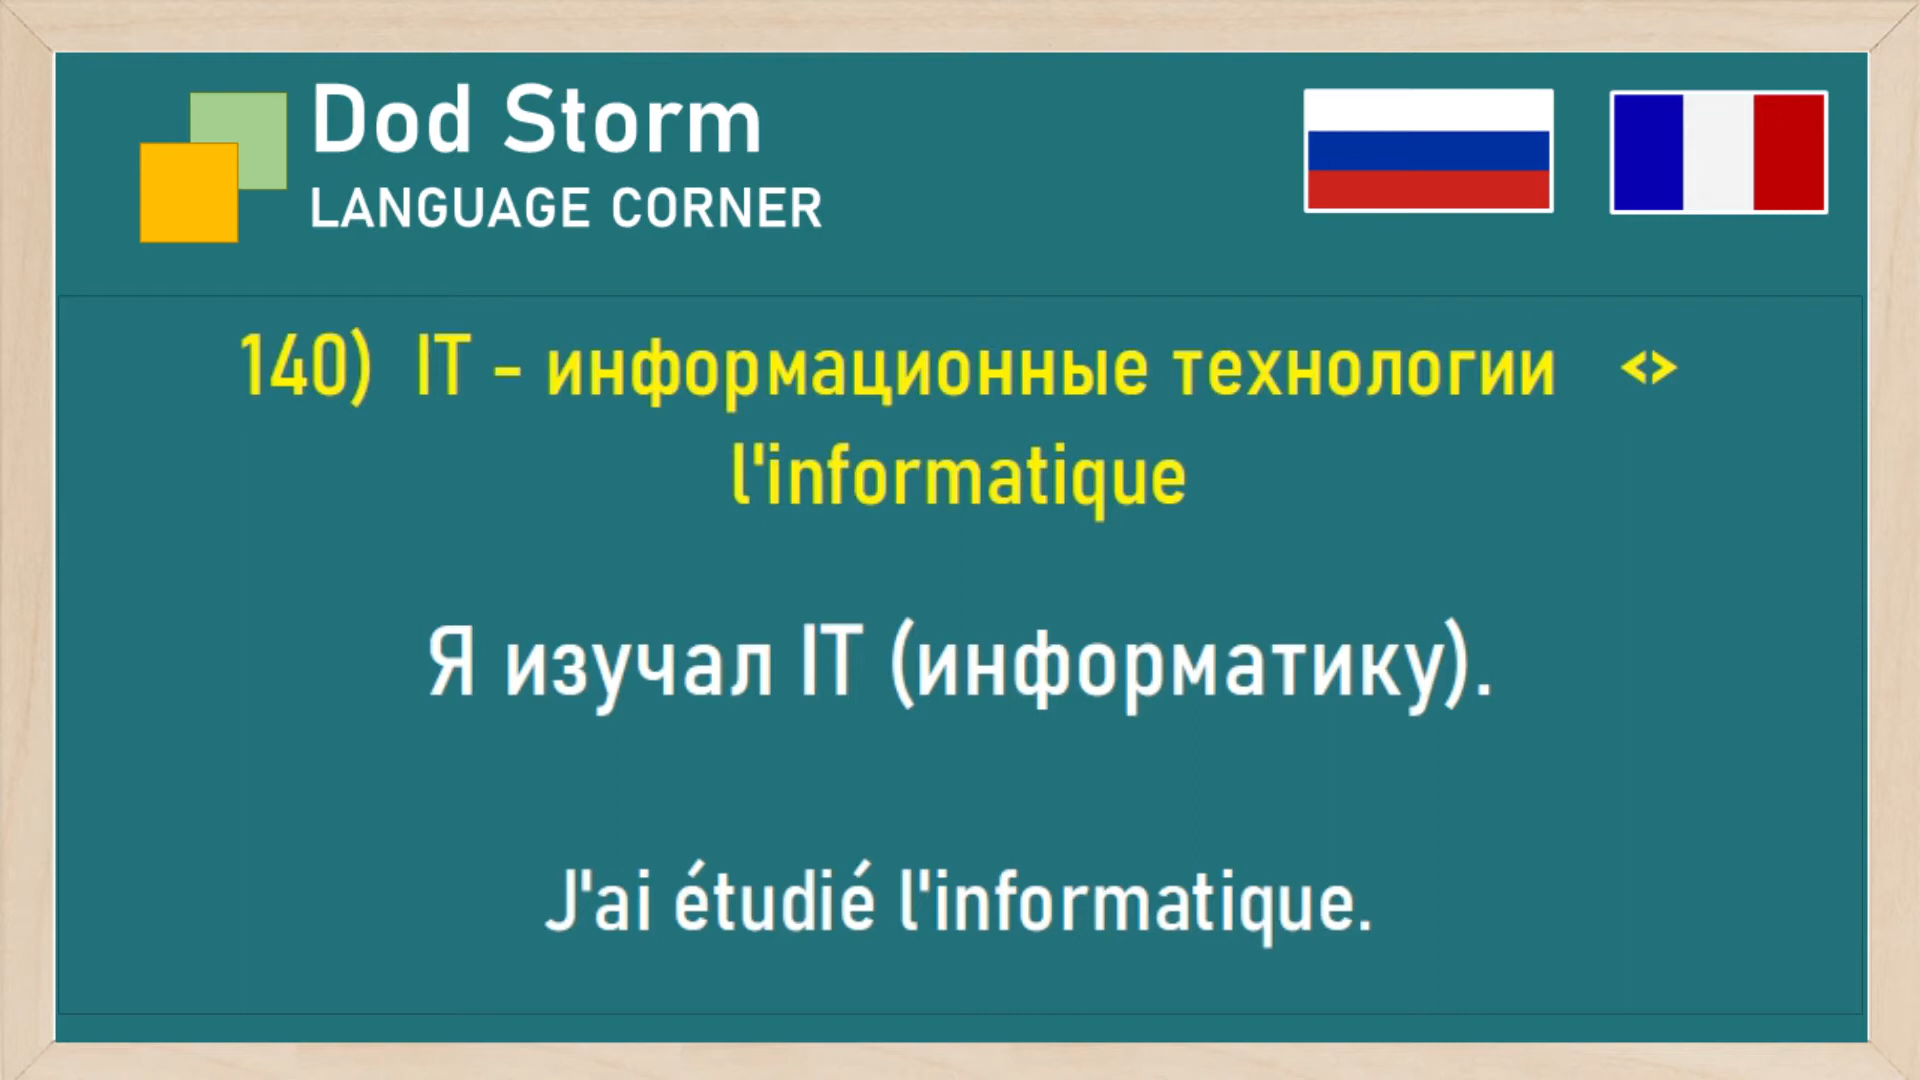 Dod Storm
LANGUAGE CORNER
140) IT - информационные технологии <>
l'informatique
Я изучал IT (информатику).
J'ai étudié l'informatique.